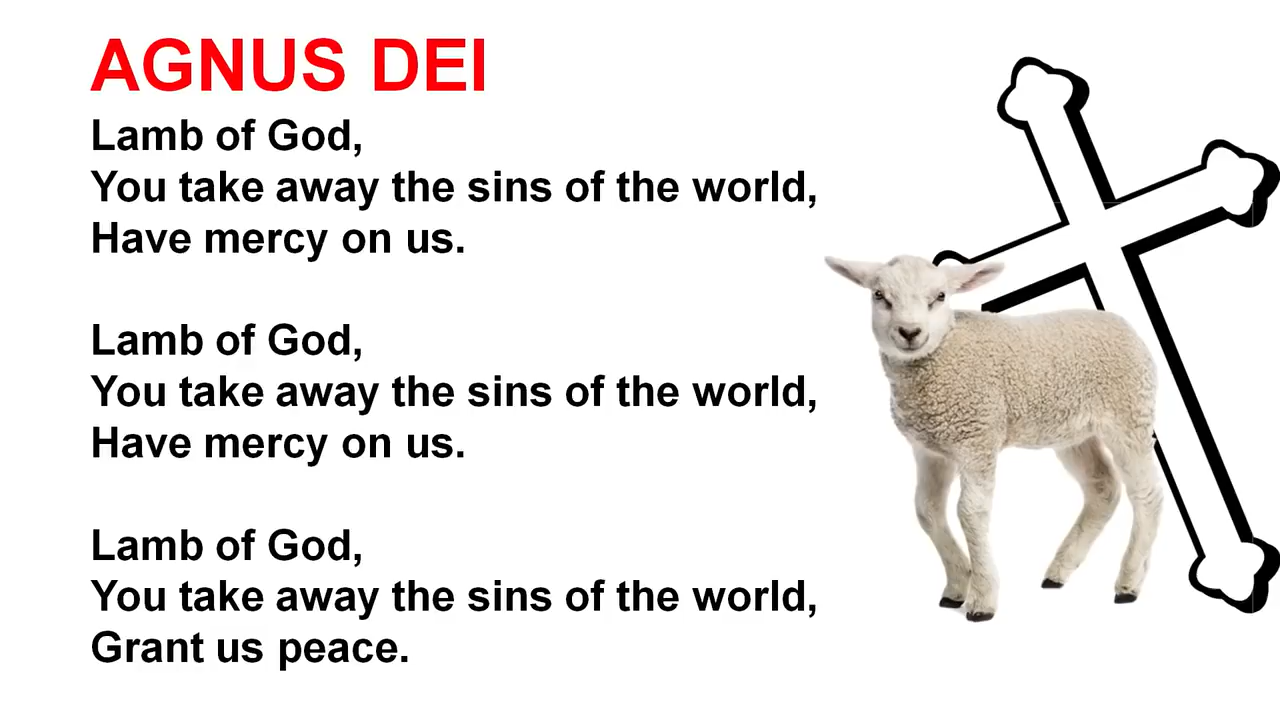 AGNUS DEI
Lamb of God,
You take away the sins of the world,
Have mercy on us.
Lamb of God,
You take away the sins of the world,
Have mercy on us.
Lamb of God,
You take away the sins of the world,
Grant us peace.